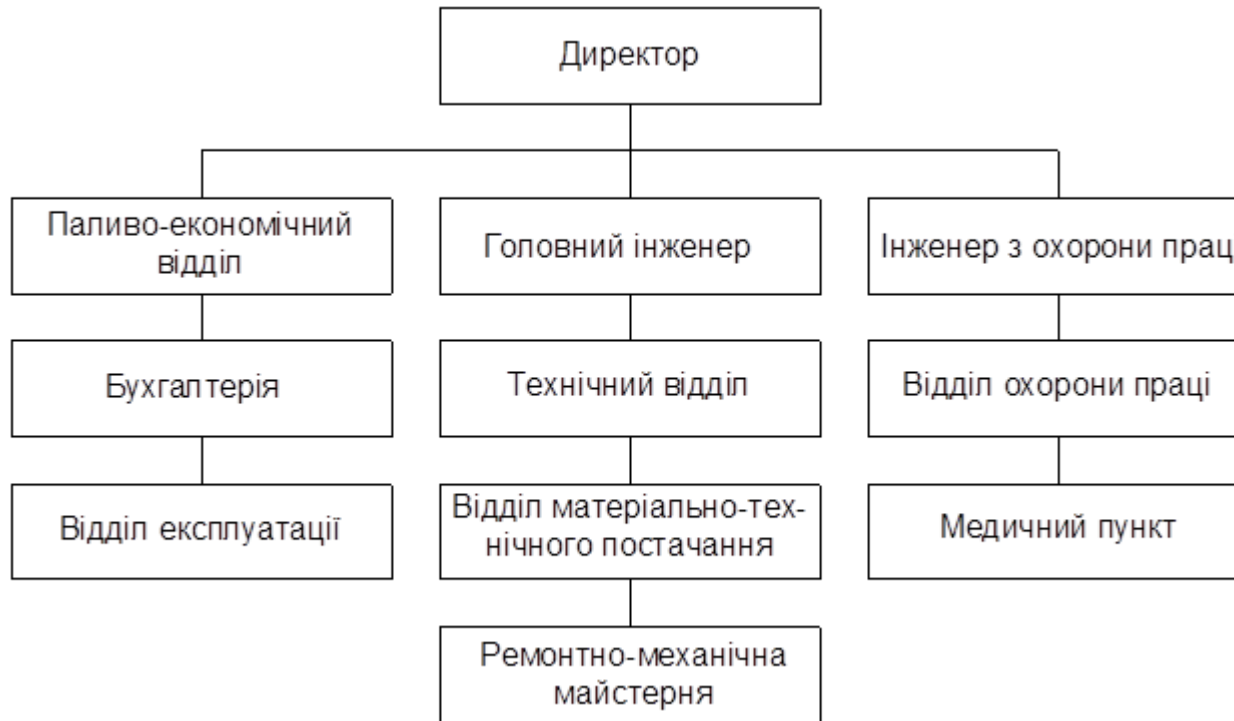 Директор
Паливо-економічний
відділ
Головний інженер
Інженер з охорони прац
Бухгалтерія
Технічний відділ
Відділ охорони праці
Відділ експлуатації
Відділ матеріально-тех-
нічного постачання
Медичний пункт
Ремонтно-механічна
майстерня